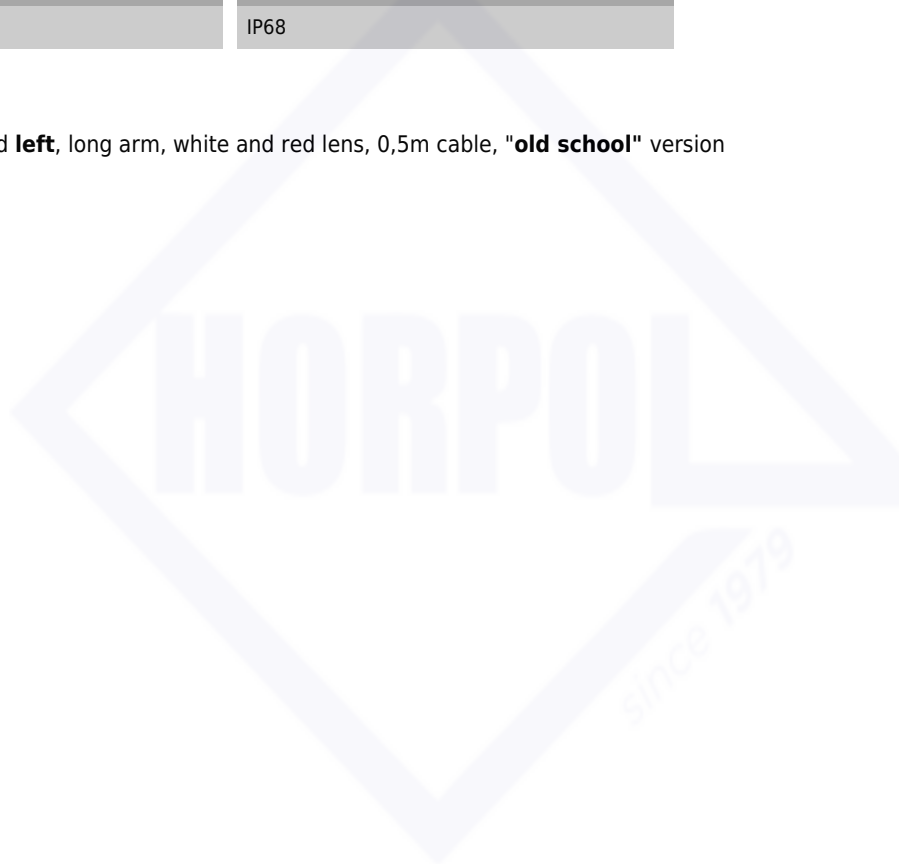 IP68
left, long arm, white and red lens, 0,5m cable, "old school" version
HORPOL
since 1979